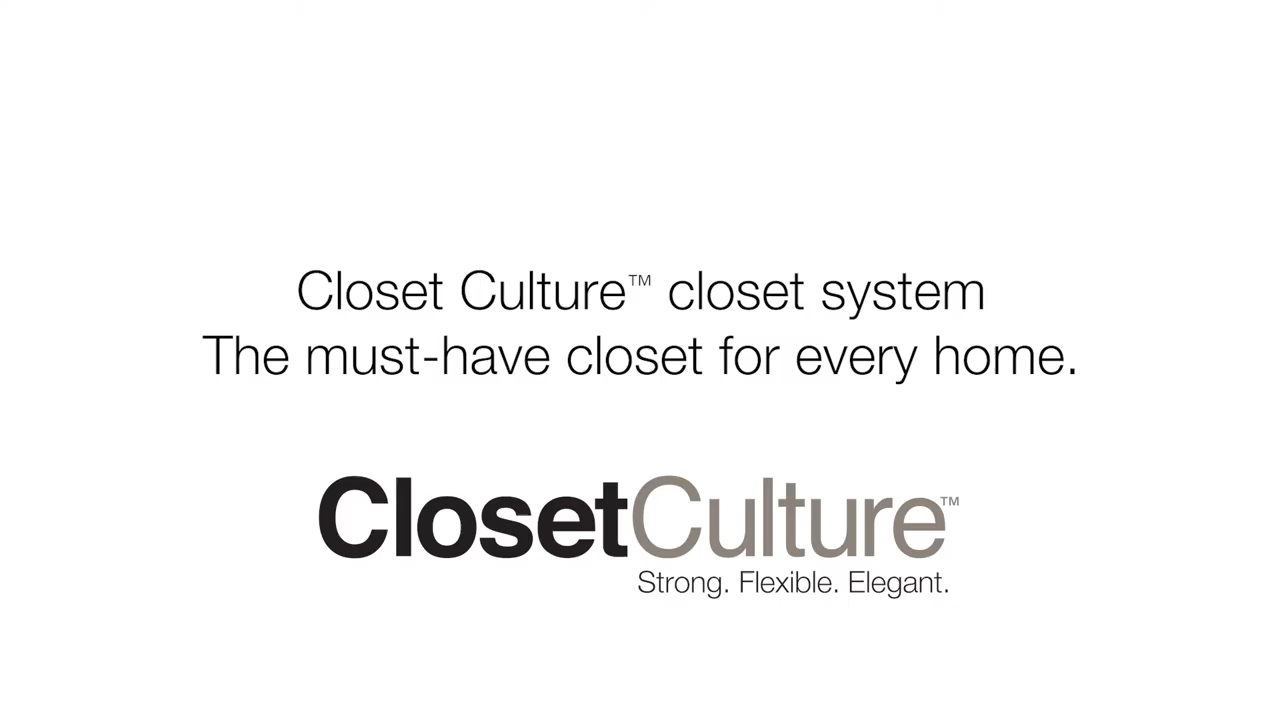 Closet Culture™ closet system
The must-have closet for every home.
ClosetCulture™
Strong. Flexible. Elegant.